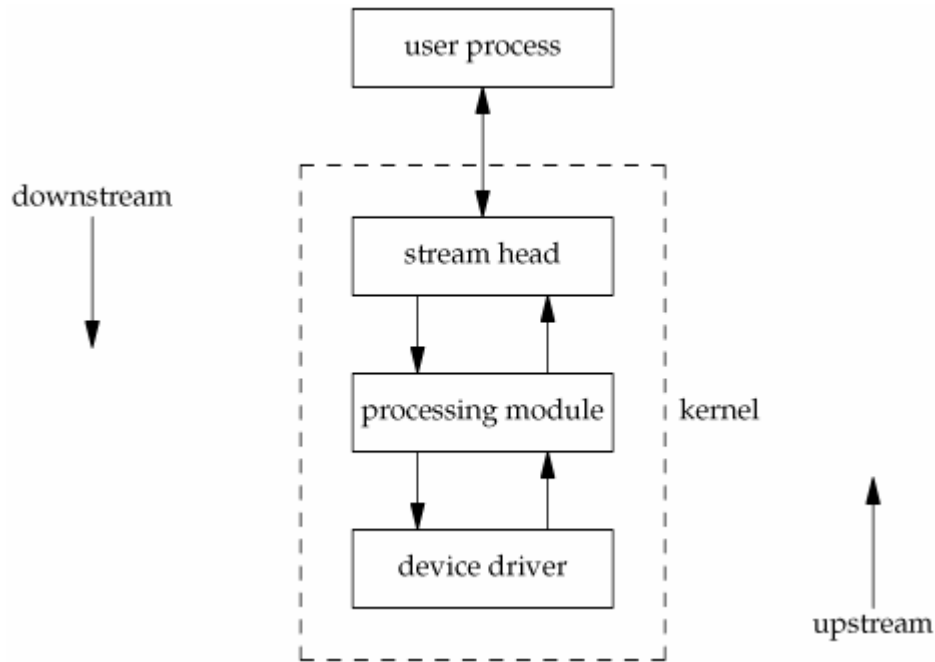 user process
downstream
stream head
processing module
kernel
device driver
upstream